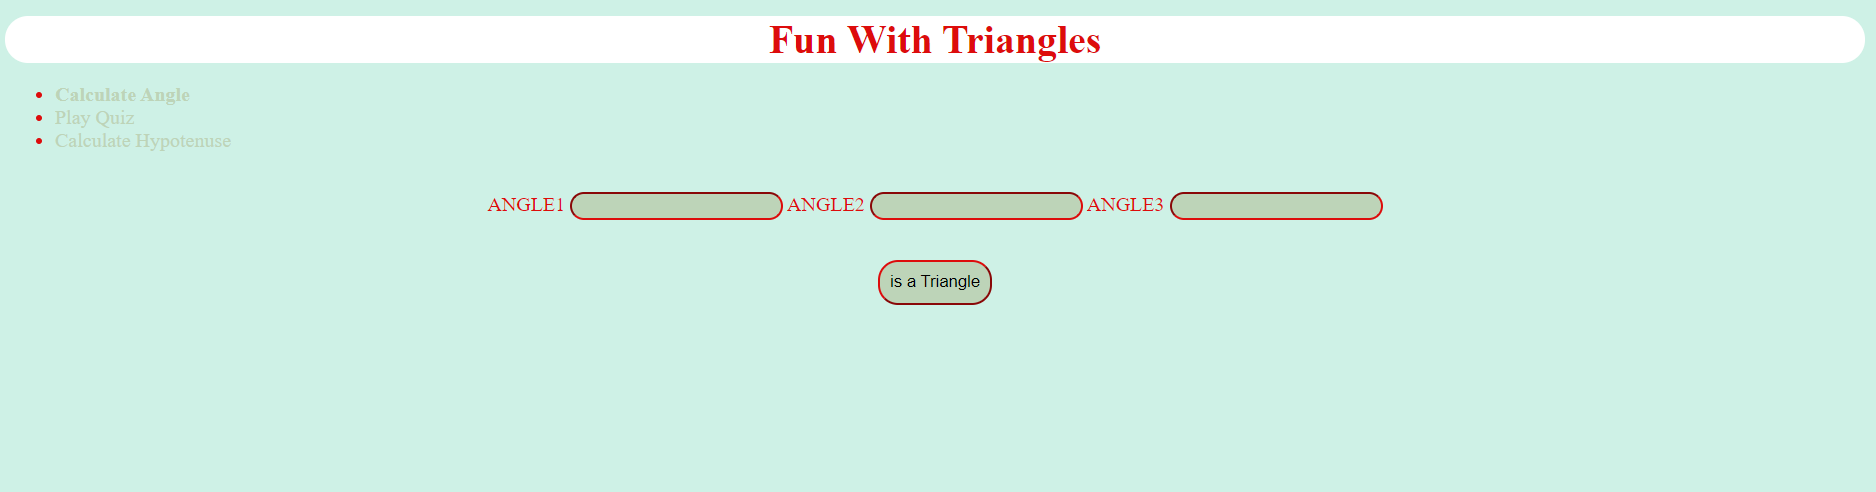 Fun With Triangles
Calculate Angle
Play Quiz
Calculate Hypotenuse
ANGLE1 ANGLE2 ANGLE3
is a Triangle